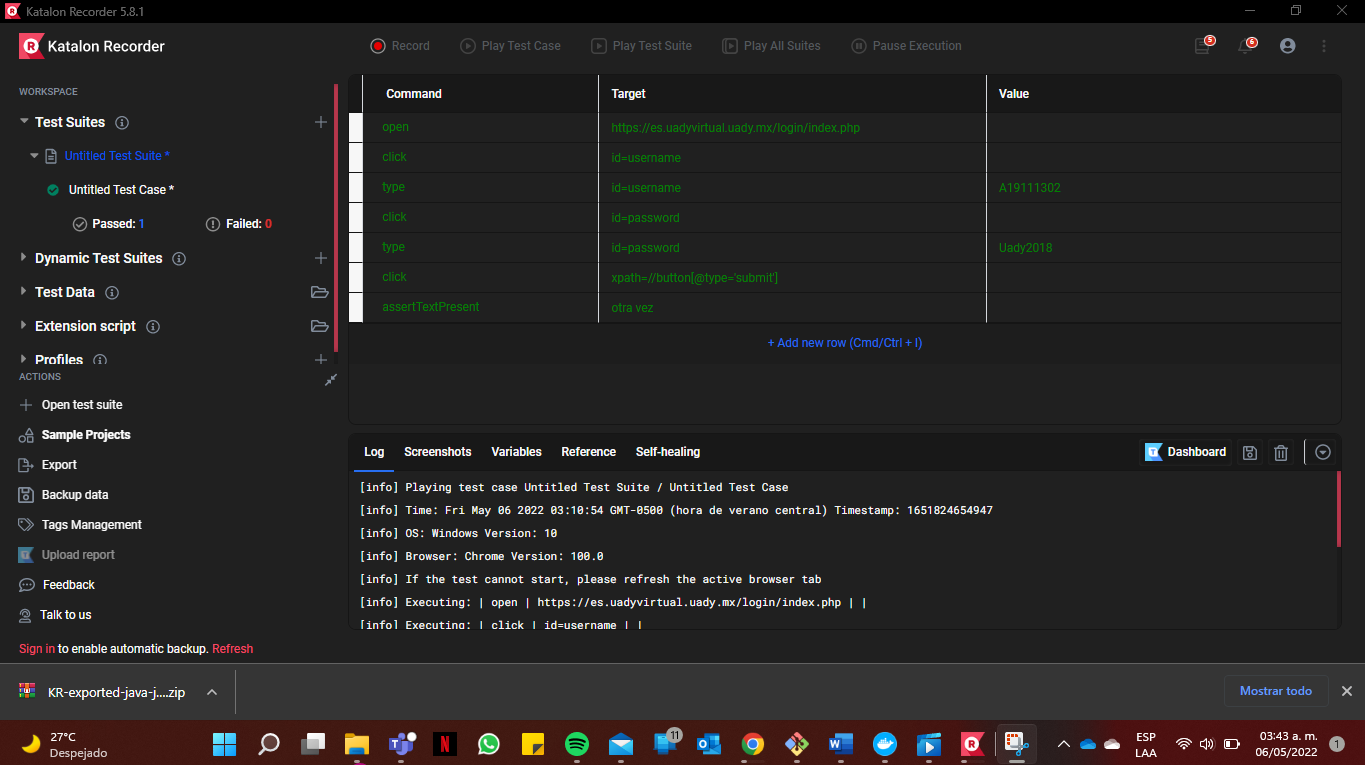 Katalon Recorder 5.8.1
Katalon Recorder
Record
Play Test Case
Play Test Suite
Play All Suites
Pause Execution
5
6
WORKSPACE
Test Suites
Untitled Test Suite *
Untitled Test Case *
Passed: 1
Failed: 0
Dynamic Test Suites
Test Data
Extension script
Profiles
ACTIONS
Open test suite
Sample Projects
Export
Backup data
Tags Management
Upload report
Feedback
Talk to us
Sign in to enable automatic backup. Refresh
Command Target Value
open https://es.uadyvirtual.uady.mx/login/index.php
click id=username
type id=username A19111302
click id=password
type id=password Uady2018
click xpath=//button[@type='submit']
assertTextPresent otra vez
+ Add new row (Cmd/Ctrl + I)
Log Screenshots Variables Reference Self-healing Dashboard
[info] Playing test case Untitled Test Suite / Untitled Test Case
[info] Time: Fri May 06 2022 03:10:54 GMT-0500 (hora de verano central) Timestamp: 1651824654947
[info] OS: Windows Version: 10
[info] Browser: Chrome Version: 100.0
[info] If the test cannot start, please refresh the active browser tab
[info] Executing: | open | https://es.uadyvirtual.uady.mx/login/index.php | |
[info] Executing: | click | id=username | |
KR-exported-java-j....zip
Mostrar todo
27°C
Despejado
11
ESP
LAA
03:43 a. m.
06/05/2022
1